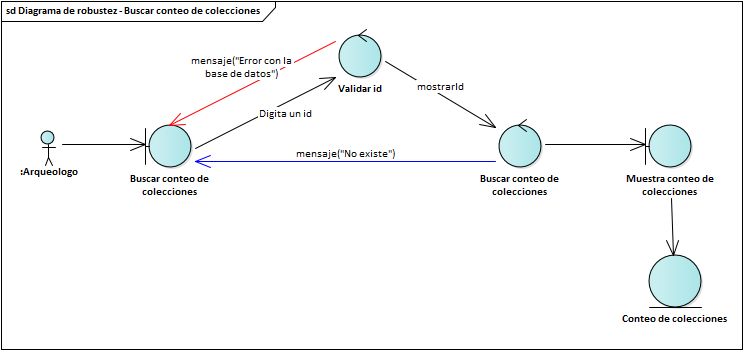 sd Diagrama de robustez - Buscar conteo de colecciones
mensaje("Error con la
base de datos")
Validar id
mostrarId
Digita un id
:Arqueologo
Buscar conteo de
colecciones
mensaje("No existe")
Buscar conteo de
colecciones
Muestra conteo de
colecciones
Conteo de colecciones